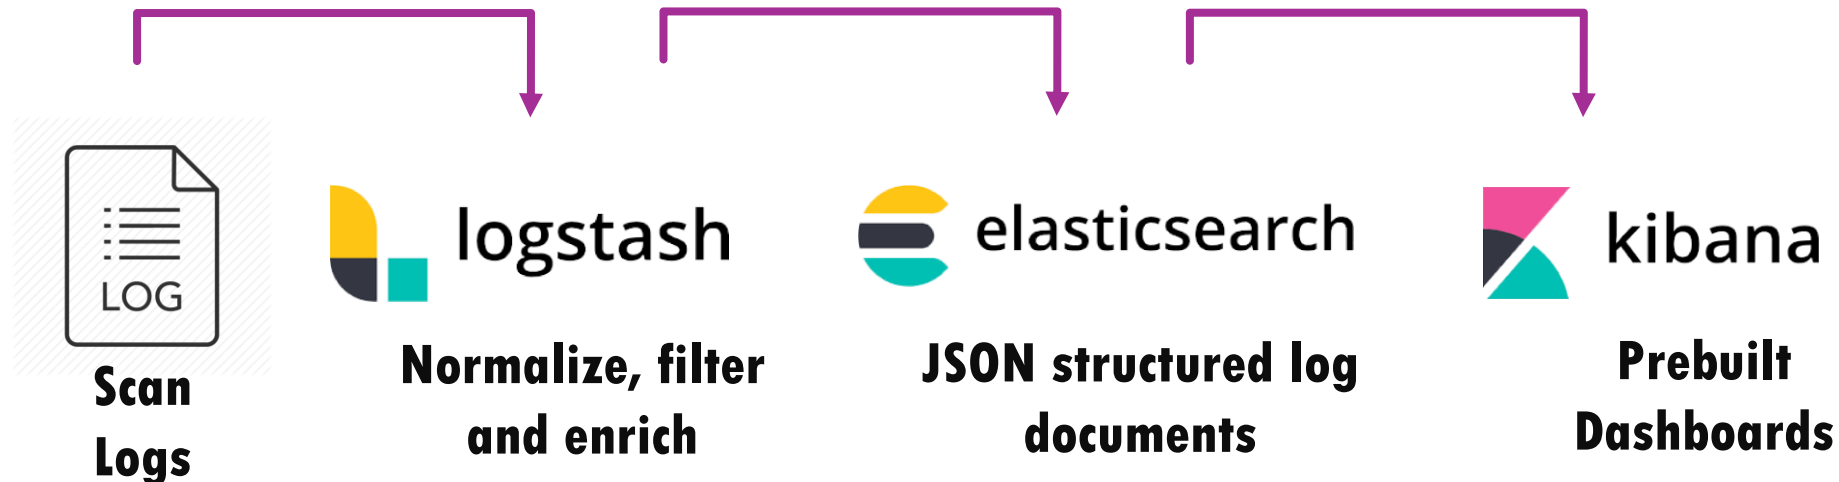 LOG
Scan
Logs
logstash
Normalize, filter
and enrich
elasticsearch
JSON structured log
documents
kibana
Prebuilt
Dashboards